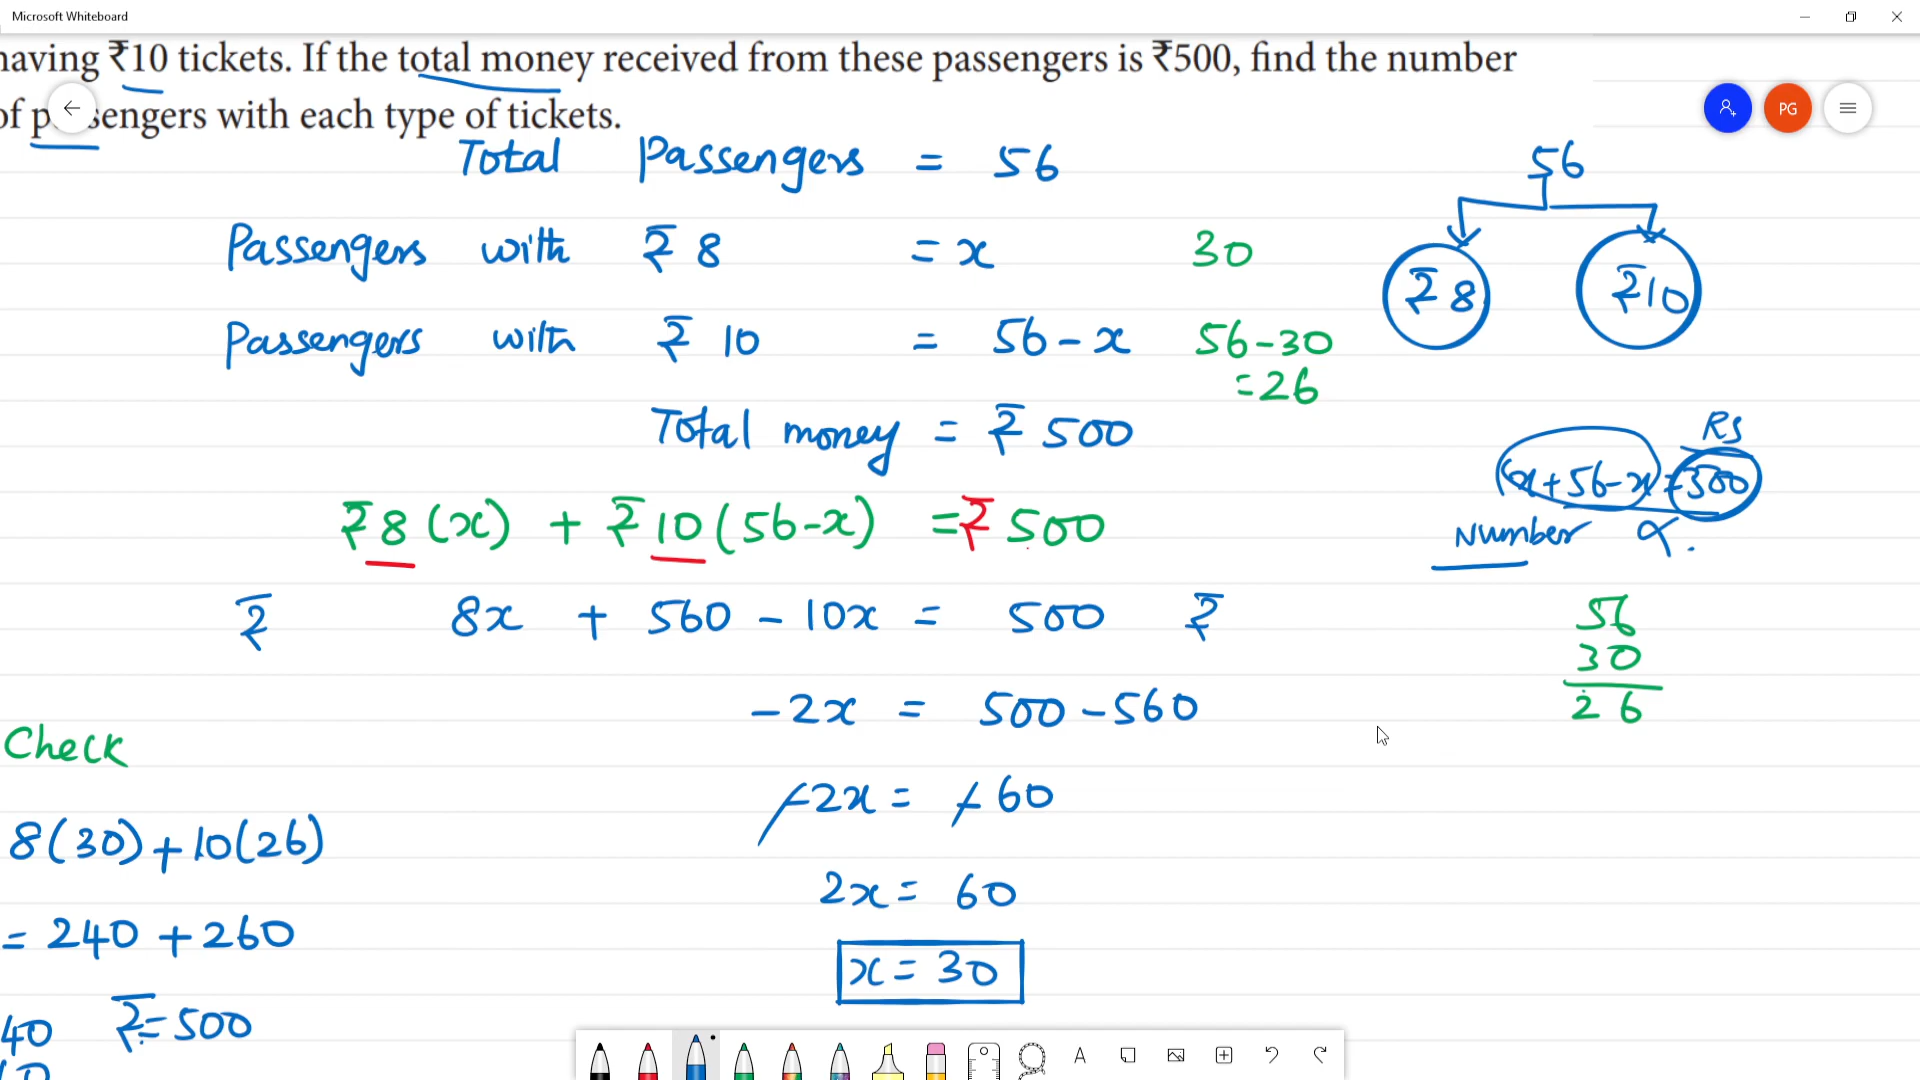 Microsoft Whiteboard
having ₹10 tickets. If the total money received from these passengers is ₹500, find the number
of passengers with each type of tickets.
PG
Total Passengers = 56
56
Passengers with ₹ 8 = x 30
₹ 8 ₹10
Passengers with ₹ 10 = 56 - x 56-30
=26
Total money = ₹ 500
Rs
(x+56-x) = 500
Number
₹8 (x) + ₹10 (56-x) = ₹ 500
₹ 8x + 560 - 10x = 500 ₹
56
30
26
-2x = 500 - 560
-2x = -60
2x = 60
x = 30
Check
8(30)+10(26)
= 240 + 260
₹ = 500
40
A